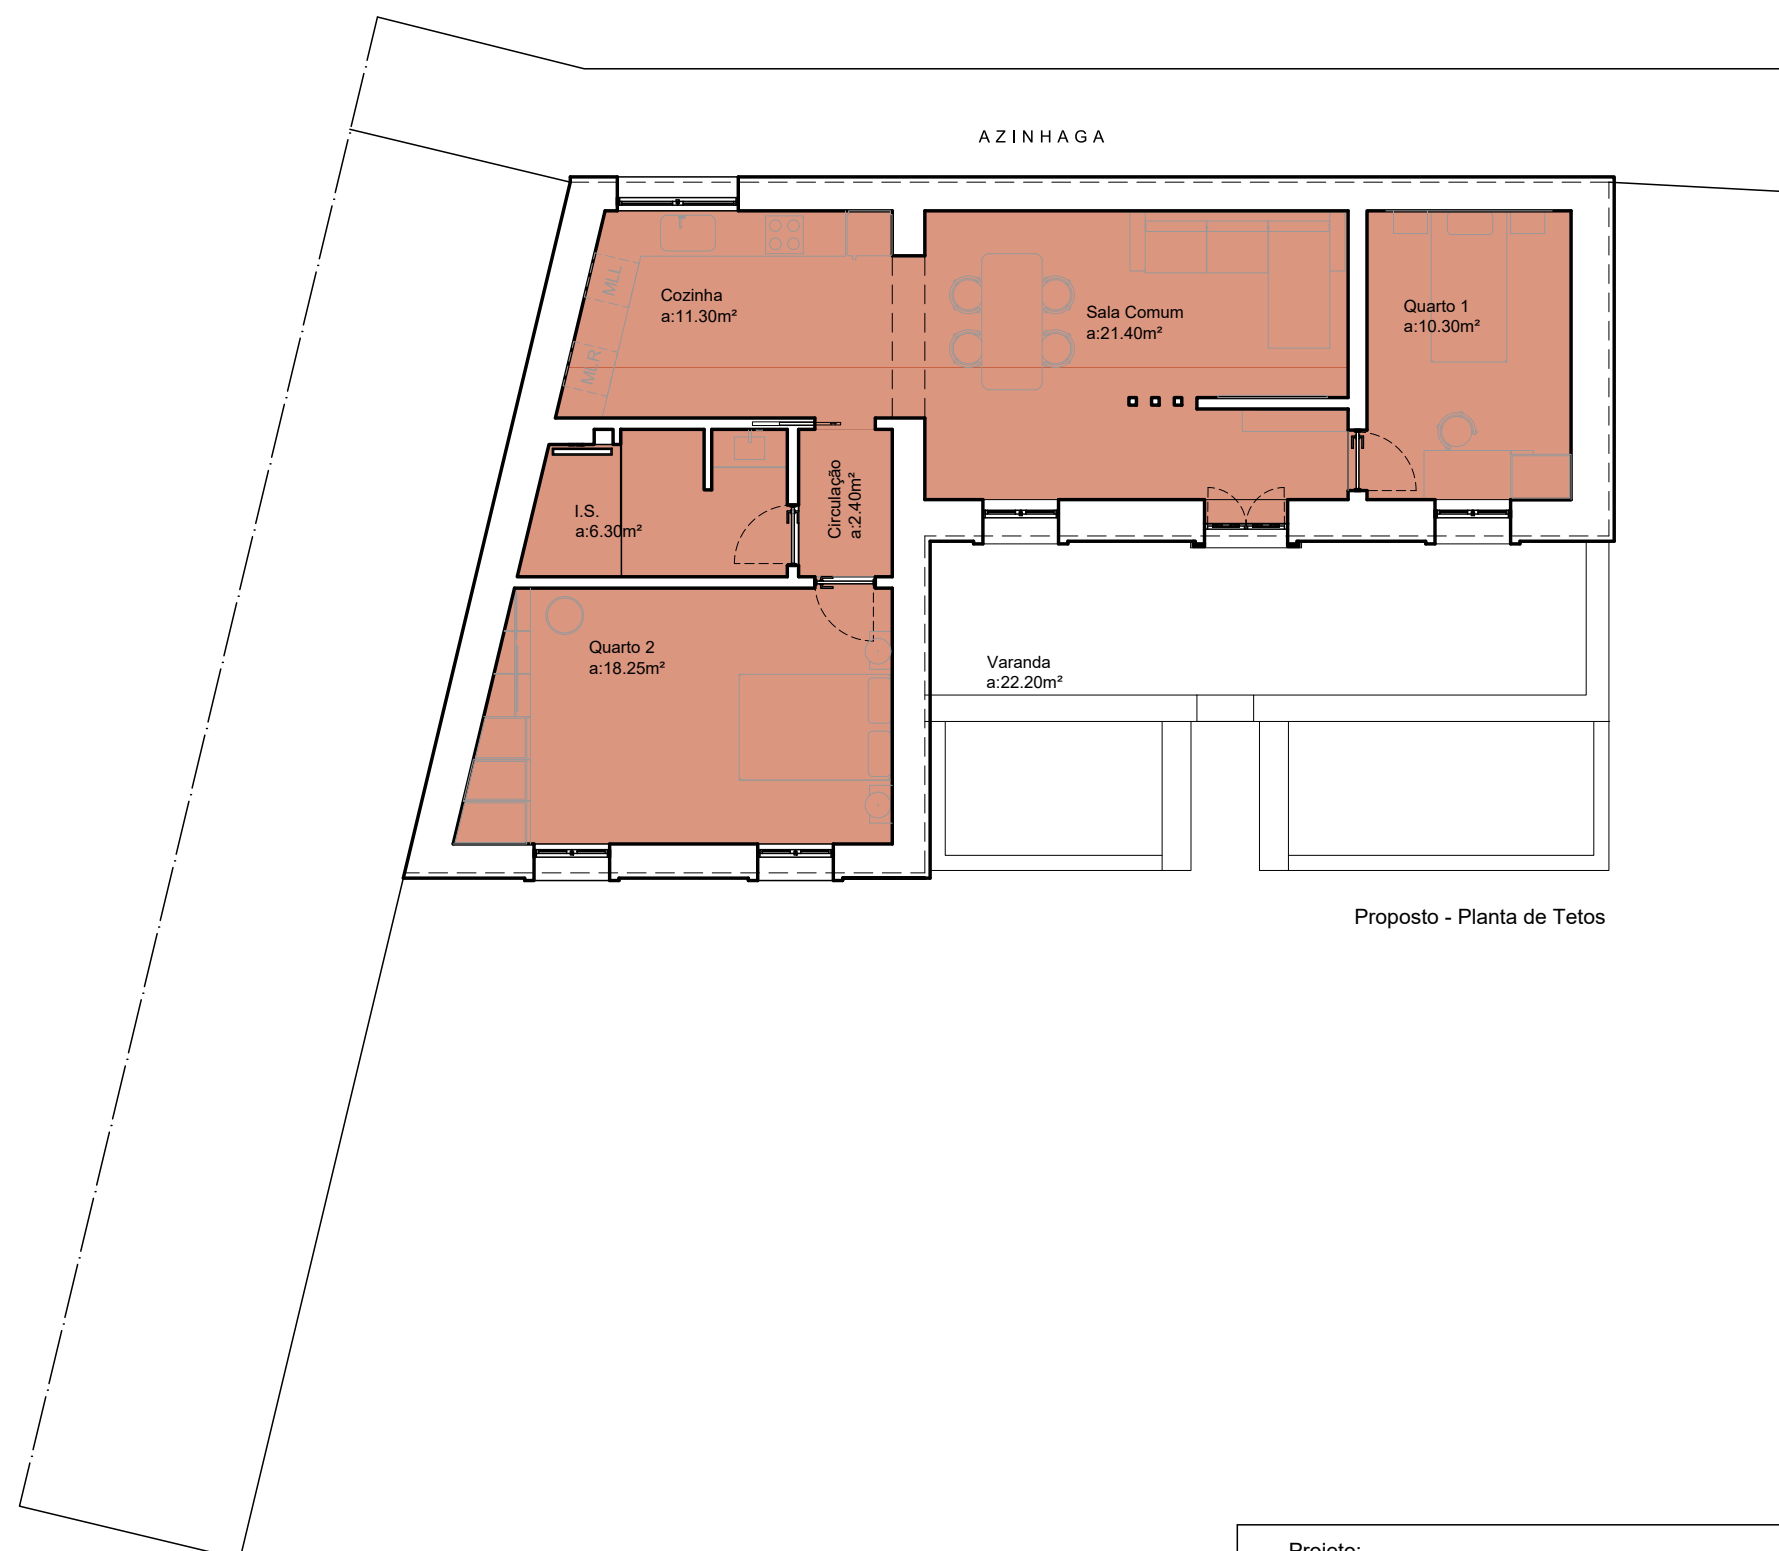 AZINHAGA
Cozinha
a:11.30m²
MLL
MLR
Sala Comum
a:21.40m²
Quarto 1
a:10.30m²
I.S.
a:6.30m²
Circulação
a:2.40m²
Quarto 2
a:18.25m²
Varanda
a:22.20m²
Proposto - Planta de Tetos
Projeto: